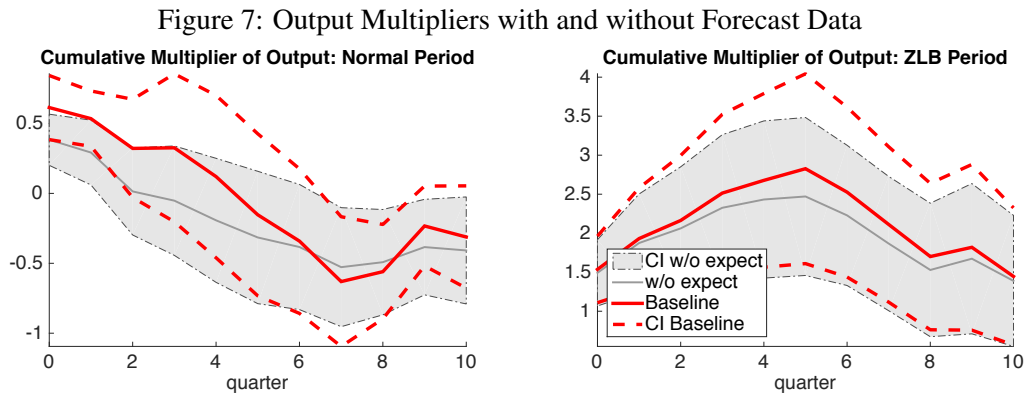 Figure 7: Output Multipliers with and without Forecast Data
Cumulative Multiplier of Output: Normal Period
0.5
0
-0.5
-1
0 2 4 6 8 10
quarter
Cumulative Multiplier of Output: ZLB Period
4
3.5
3
2.5
2
1.5
1
CI w/o expect
w/o expect
Baseline
CI Baseline
0 2 4 6 8 10
quarter